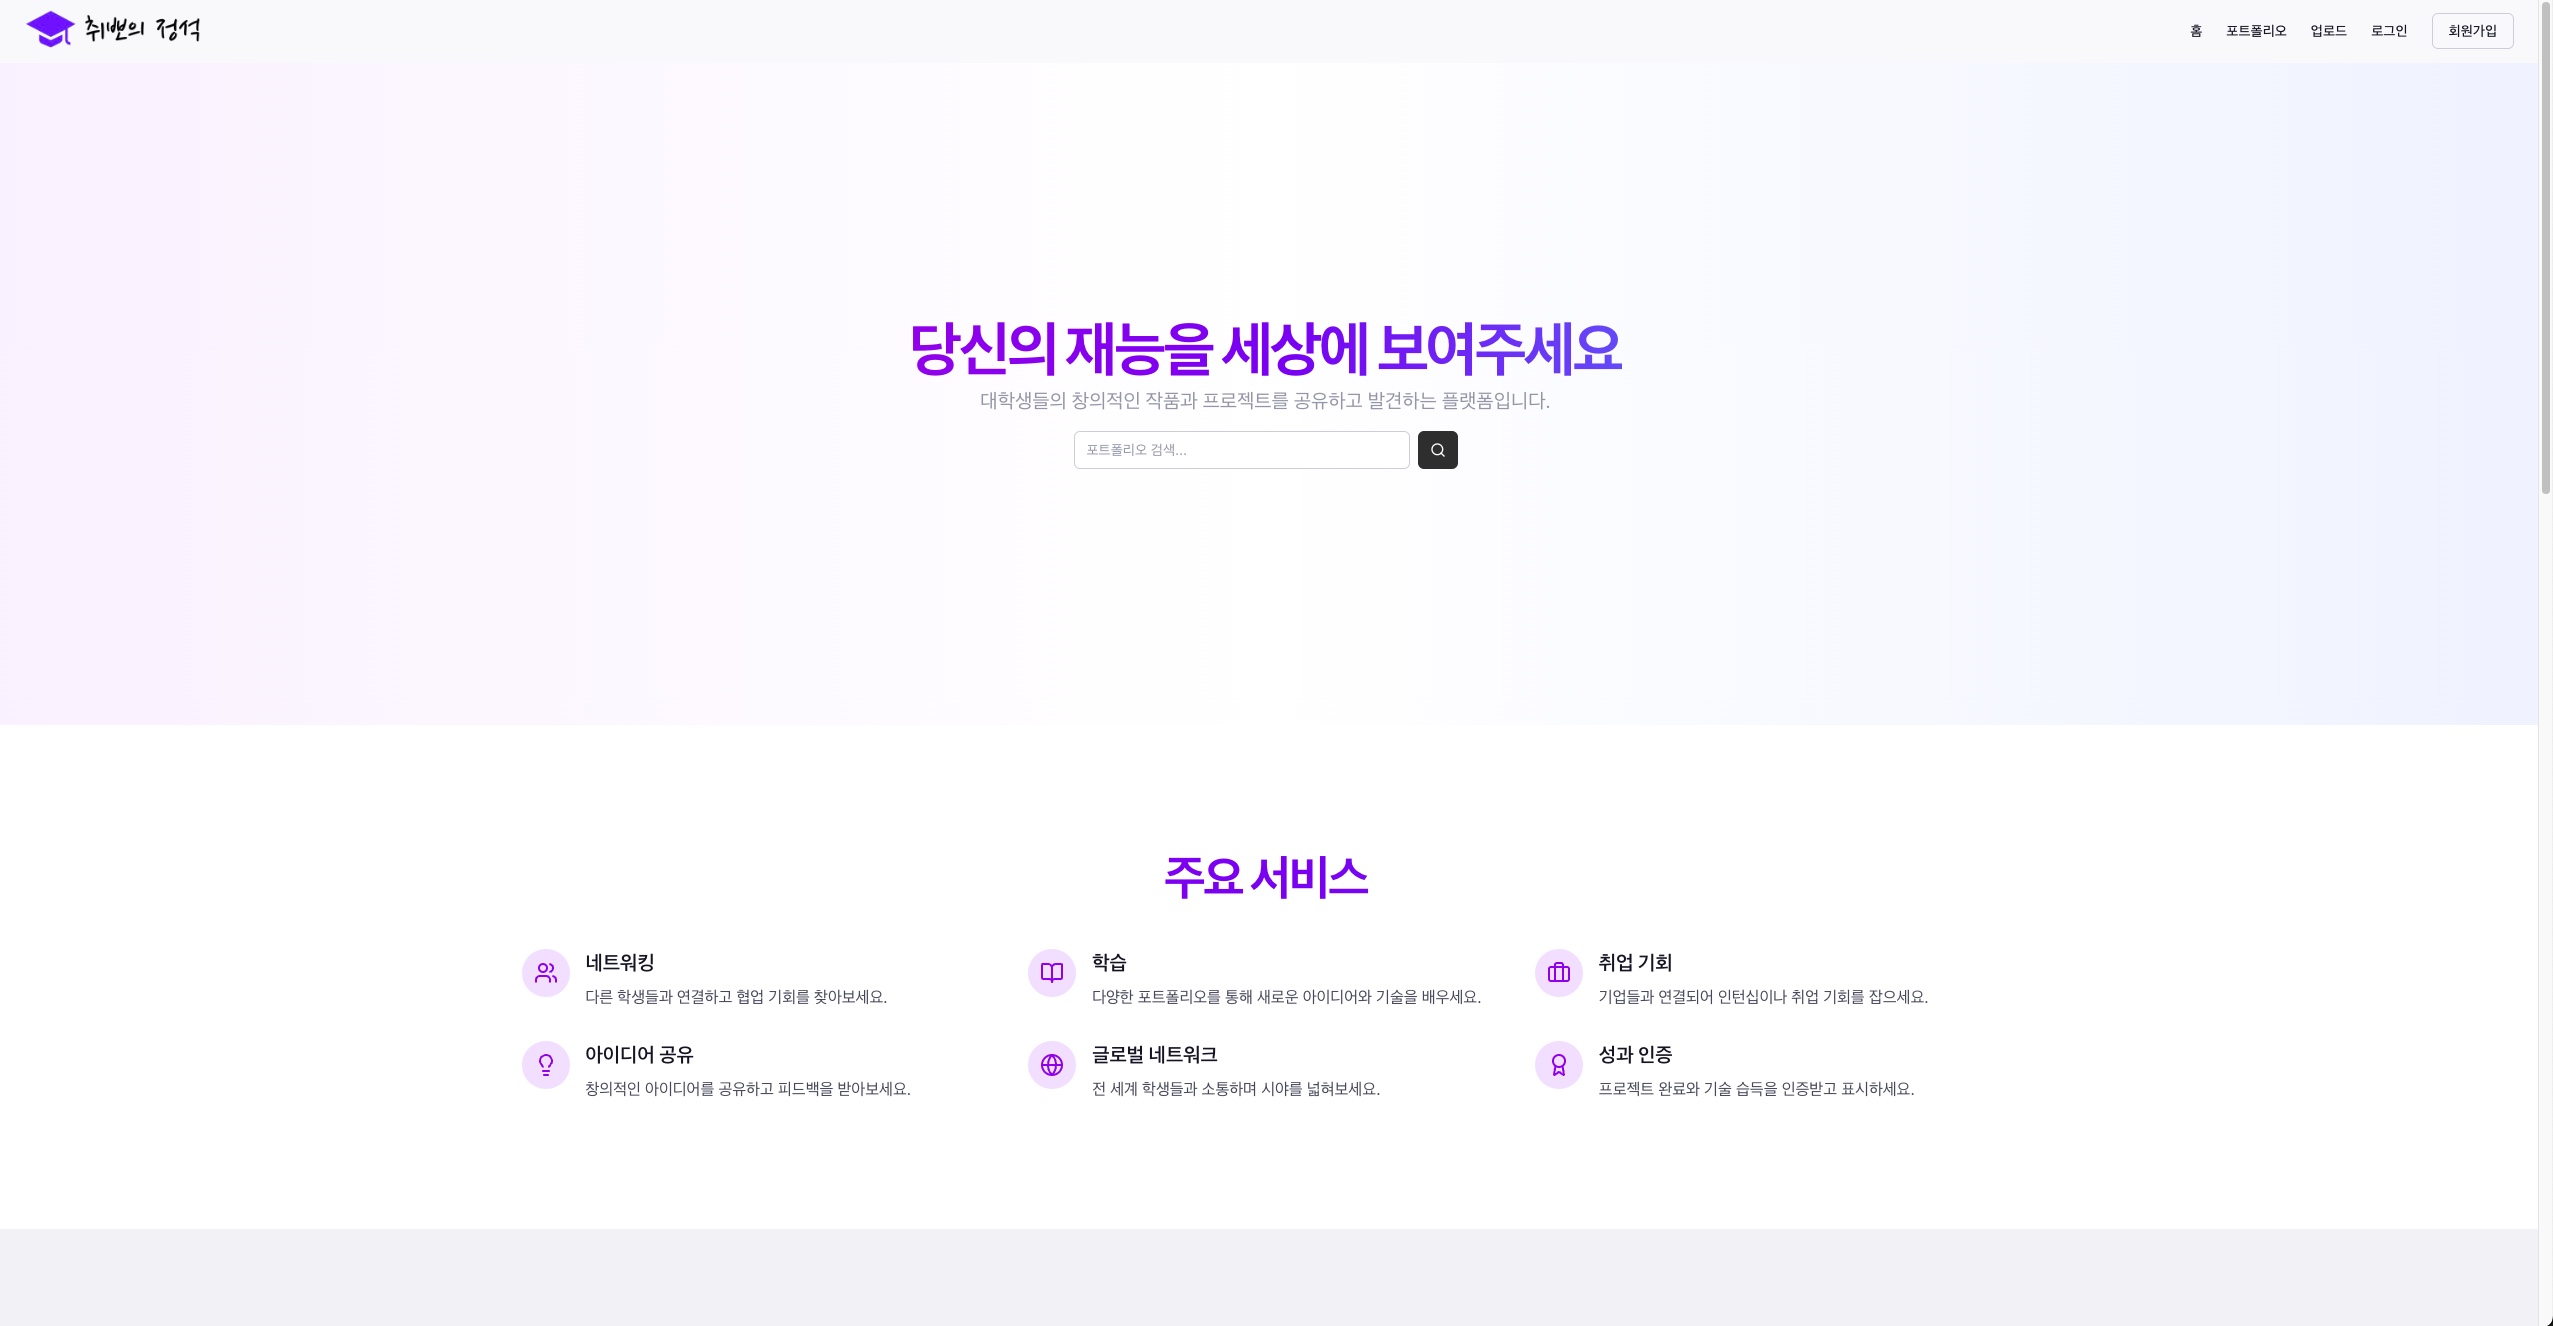 취뽀의 정석
홈 포트폴리오 업로드 로그인 회원가입
당신의 재능을 세상에 보여주세요
대학생들의 창의적인 작품과 프로젝트를 공유하고 발견하는 플랫폼입니다.
포트폴리오 검색...
주요 서비스
네트워킹
다른 학생들과 연결하고 협업 기회를 찾아보세요.
학습
다양한 포트폴리오를 통해 새로운 아이디어와 기술을 배우세요.
취업 기회
기업들과 연결되어 인턴십이나 취업 기회를 잡으세요.
아이디어 공유
창의적인 아이디어를 공유하고 피드백을 받아보세요.
글로벌 네트워크
전 세계 학생들과 소통하며 시야를 넓혀보세요.
성과 인증
프로젝트 완료와 기술 습득을 인증받고 표시하세요.